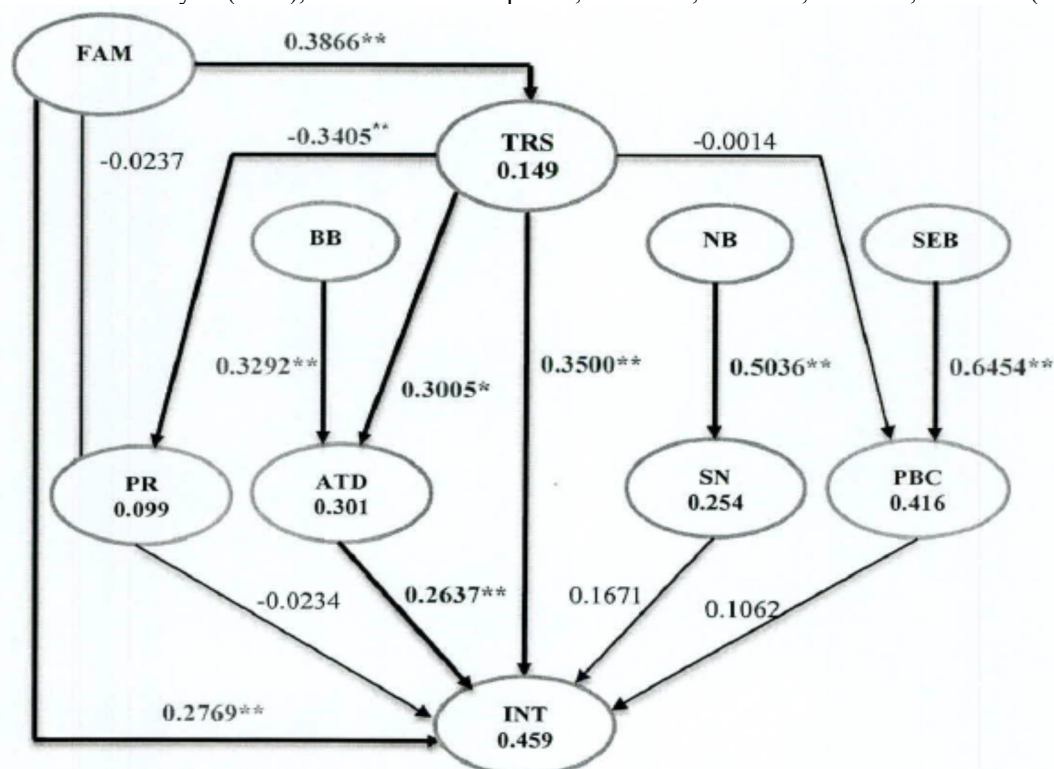 FAM
0.3866**
TRS
0.149
-0.3405**
-0.0014
-0.0237
BB
NB
SEB
0.3292**
0.3005*
0.3500**
0.5036**
0.6454**
PR
0.099
ATD
0.301
SN
0.254
PBC
0.416
-0.0234
0.2637**
0.1671
0.1062
0.2769**
INT
0.459